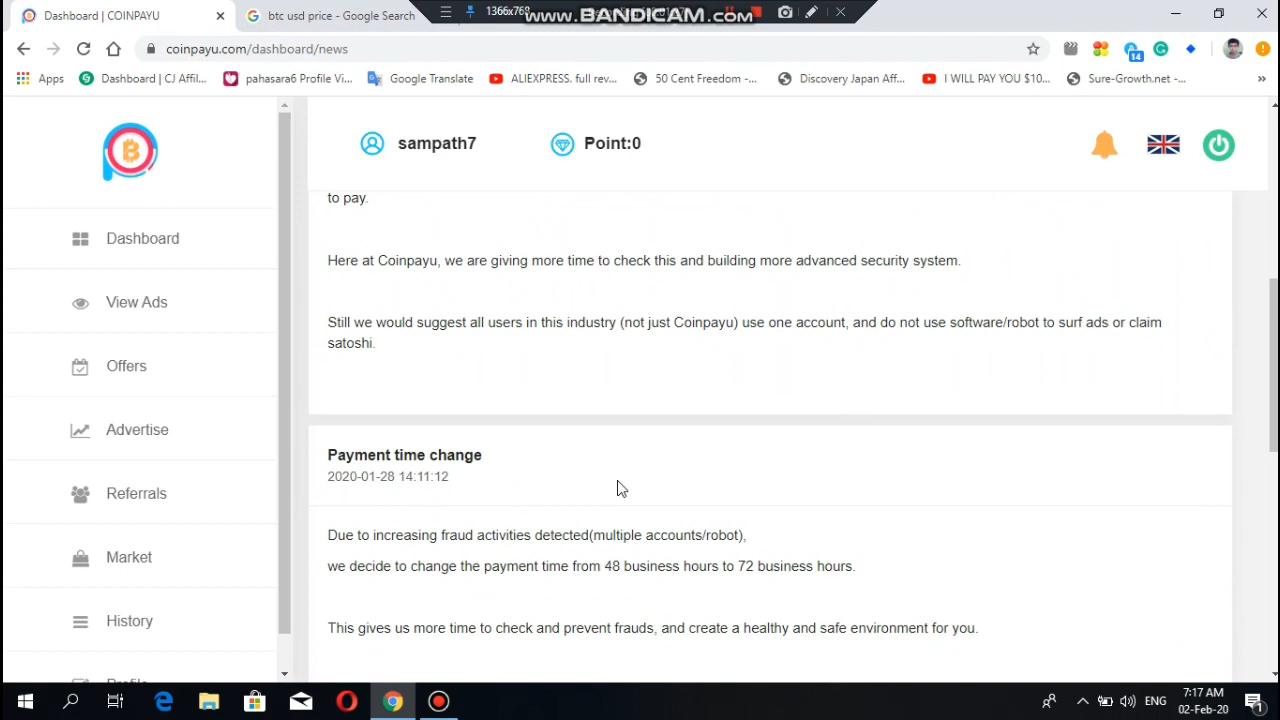 Dashboard | COINPAYU
btc usd price - Google Search
1366x768
www.BANDICAM.com
coinpayu.com/dashboard/news
14
Apps
Dashboard | CJ Affil...
pahasara6 Profile Vi...
Google Translate
ALIEXPRESS. full rev...
50 Cent Freedom -...
Discovery Japan Aff...
I WILL PAY YOU $10...
Sure-Growth.net -...
sampath7
Point:0
Dashboard
View Ads
Offers
Advertise
Referrals
Market
History
to pay.
Here at Coinpayu, we are giving more time to check this and building more advanced security system.
Still we would suggest all users in this industry (not just Coinpayu) use one account, and do not use software/robot to surf ads or claim
satoshi.
Payment time change
2020-01-28 14:11:12
Due to increasing fraud activities detected(multiple accounts/robot),
we decide to change the payment time from 48 business hours to 72 business hours.
This gives us more time to check and prevent frauds, and create a healthy and safe environment for you.
ENG
7:17 AM
02-Feb-20
1